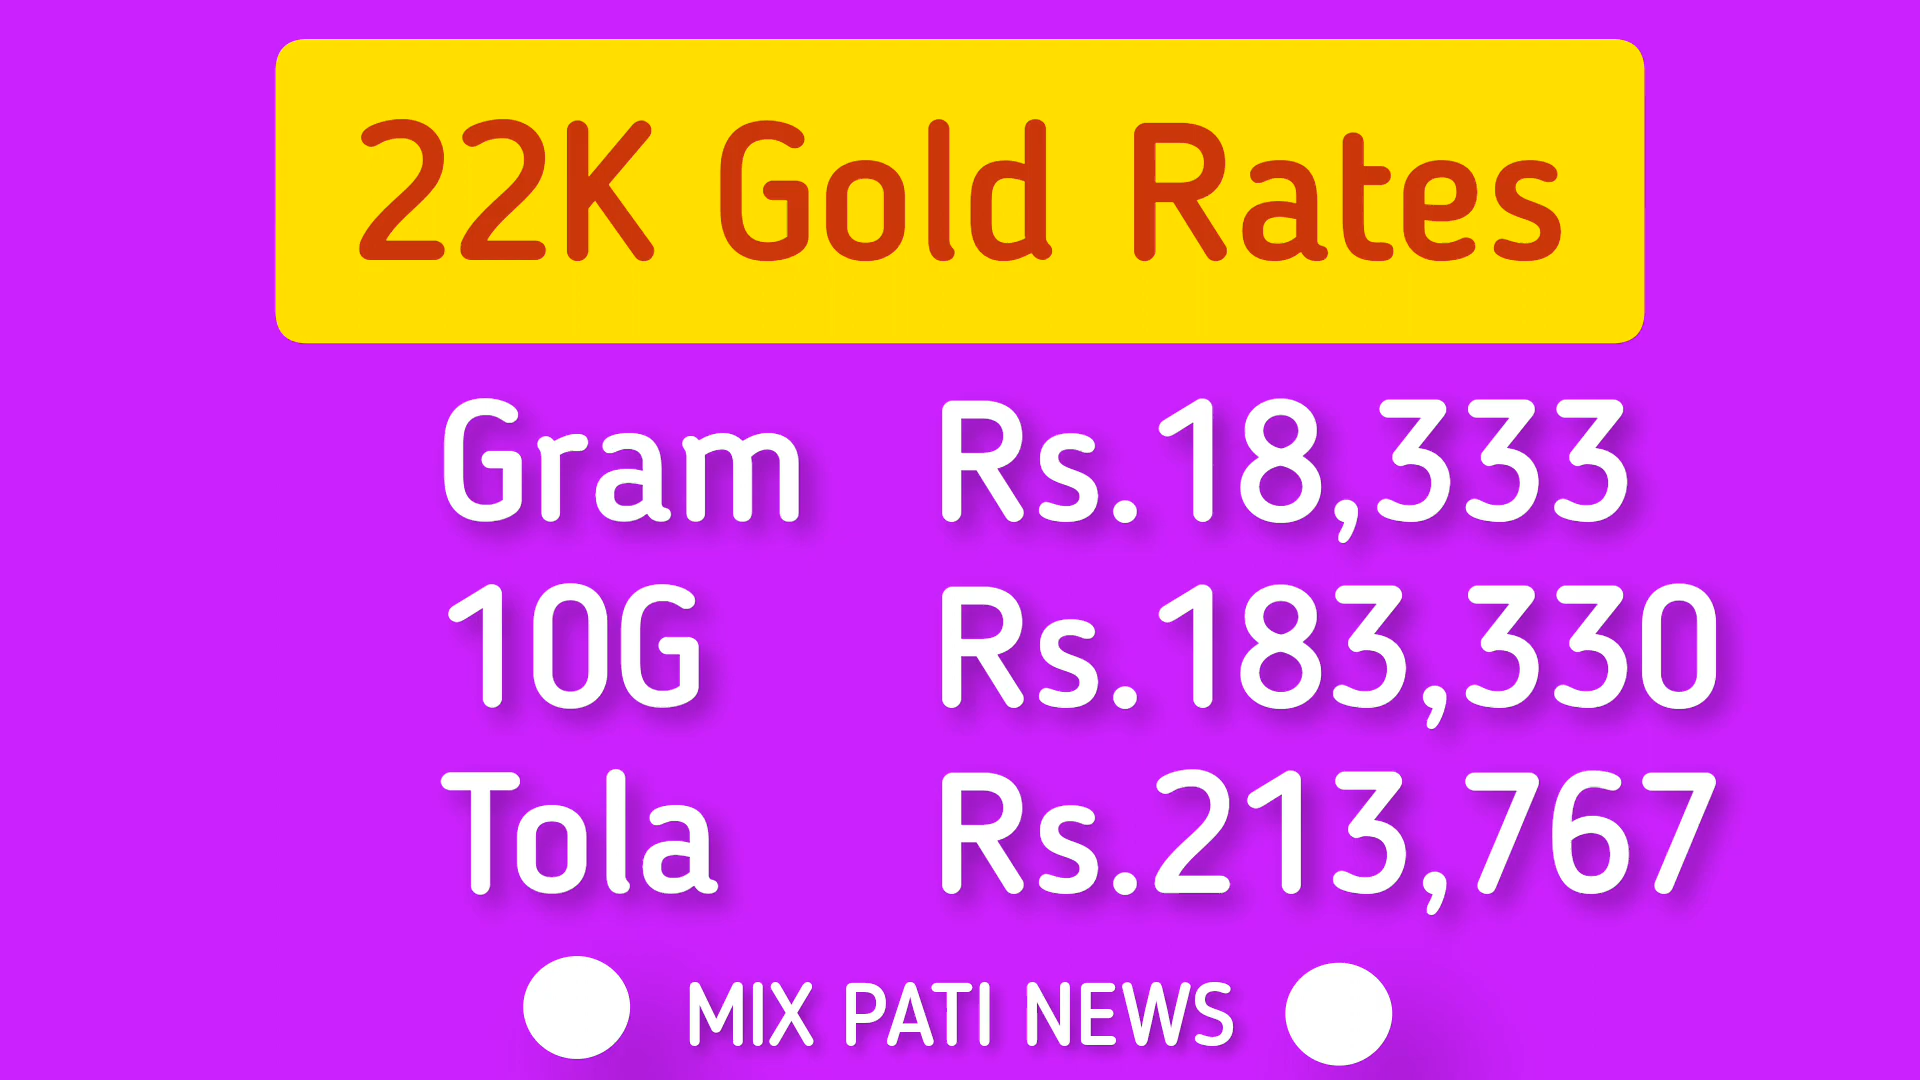 22K Gold Rates
Gram Rs.18,333
10G Rs.183,330
Tola Rs.213,767
MIX PATI NEWS